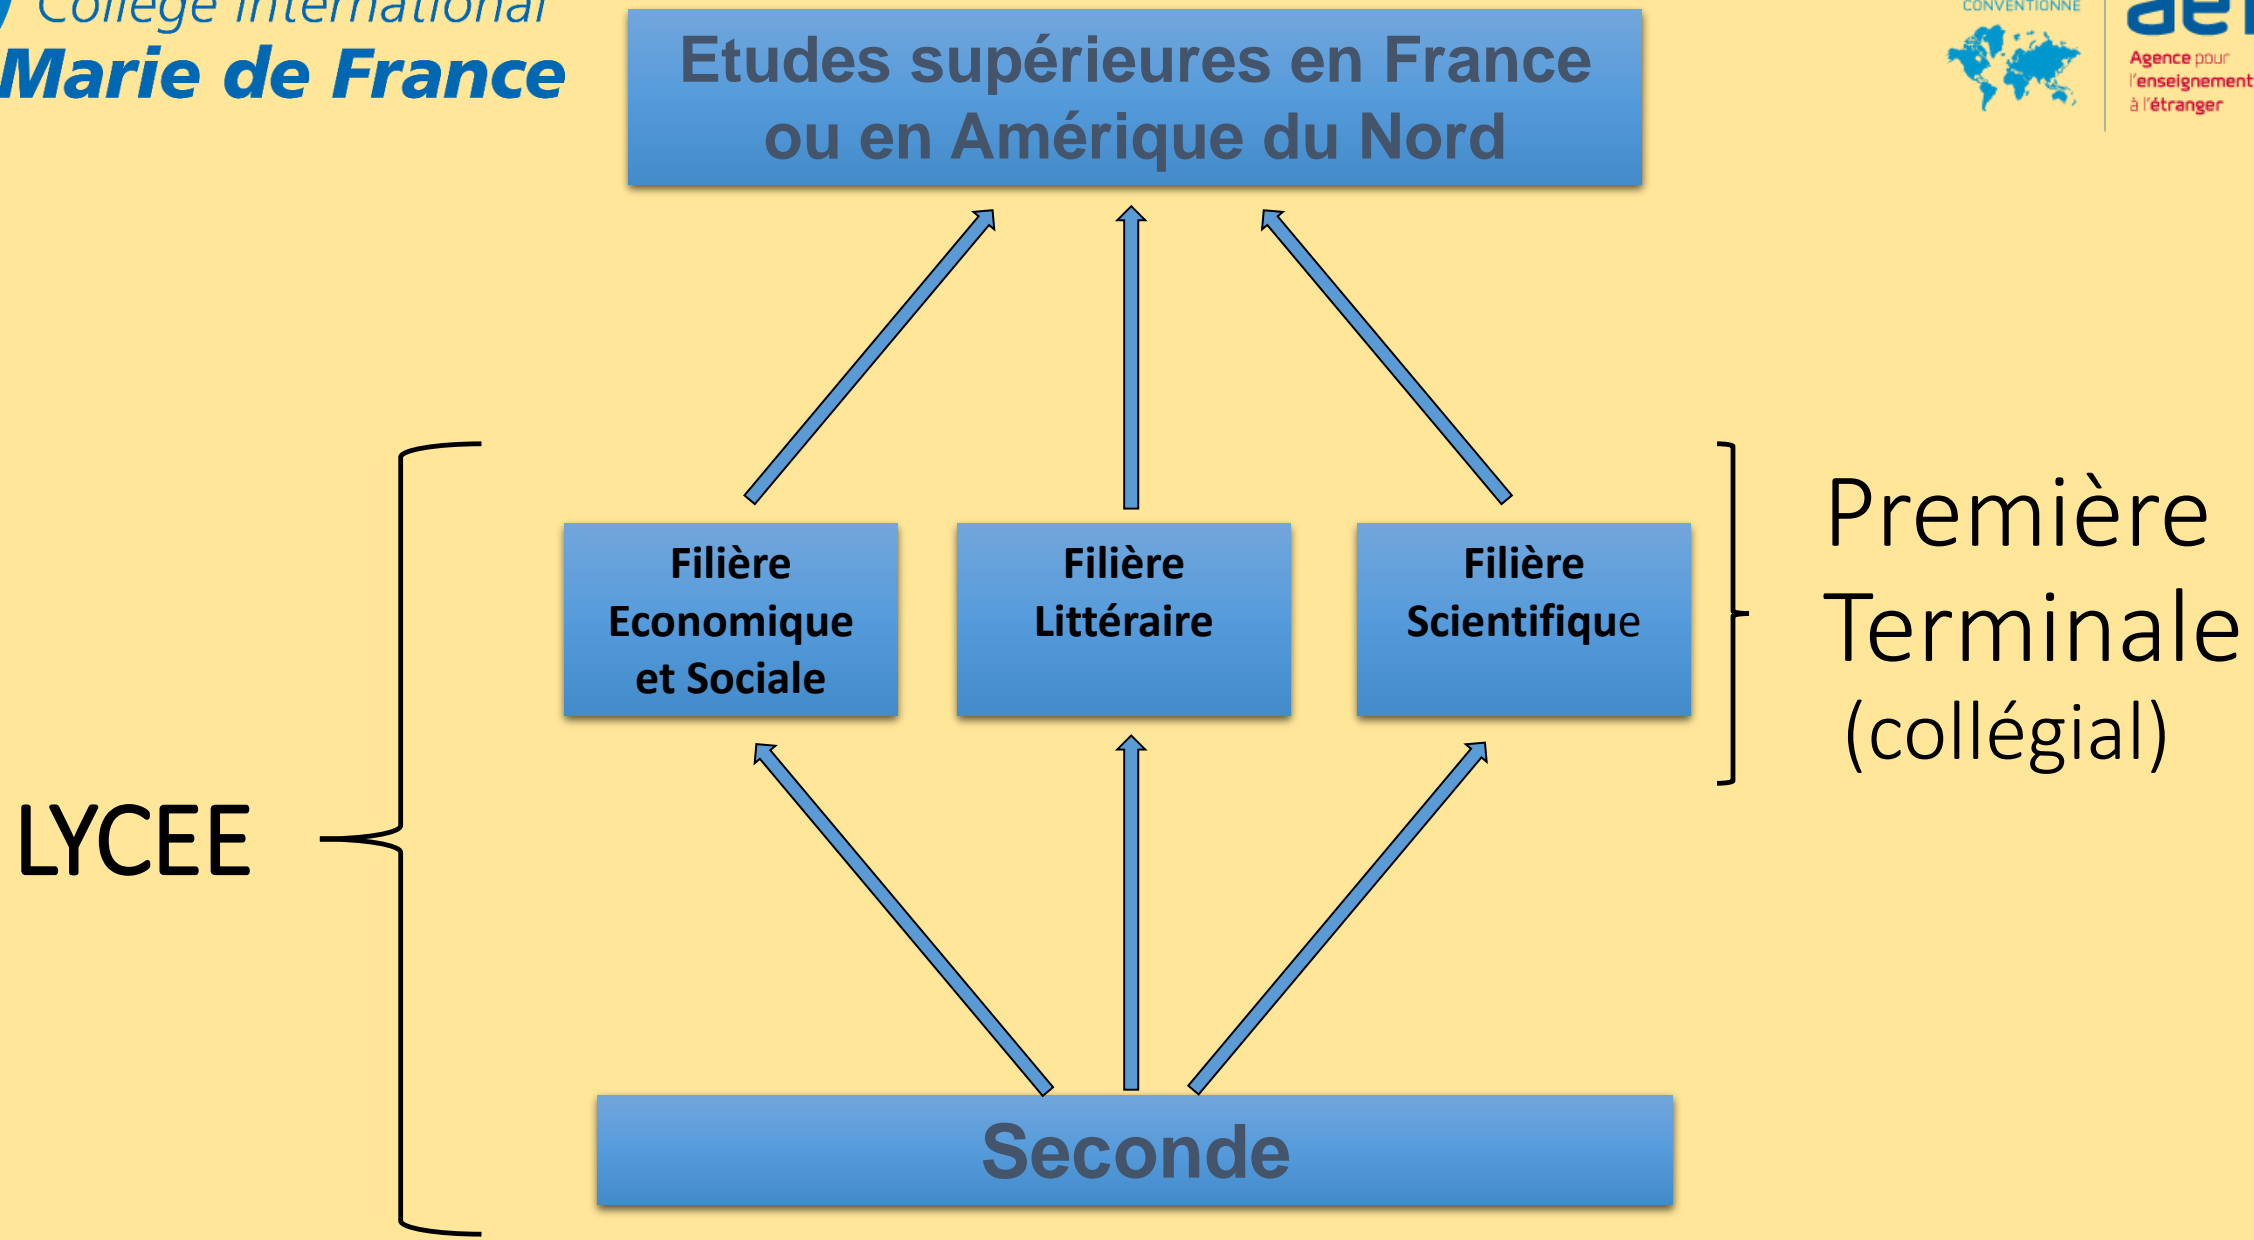 Collège International
Marie de France
Etudes supérieures en France
ou en Amérique du Nord
CONVENTIONNÉ
Agence pour
l'enseignement
à l'étranger
Filière
Economique
et Sociale
Filière
Littéraire
Filière
Scientifique
Première
Terminale
(collégial)
LYCEE
Seconde